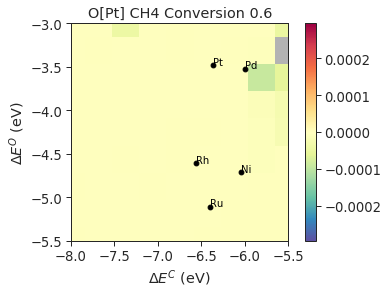 O[Pt] CH4 Conversion 0.6
−3.0
−3.5
−4.0
−4.5
−5.0
−5.5
ΔE^O (eV)
Pt
Pd
Rh
Ni
Ru
−8.0 −7.5 −7.0 −6.5 −6.0 −5.5
ΔE^C (eV)
0.0002
0.0001
0.0000
−0.0001
−0.0002